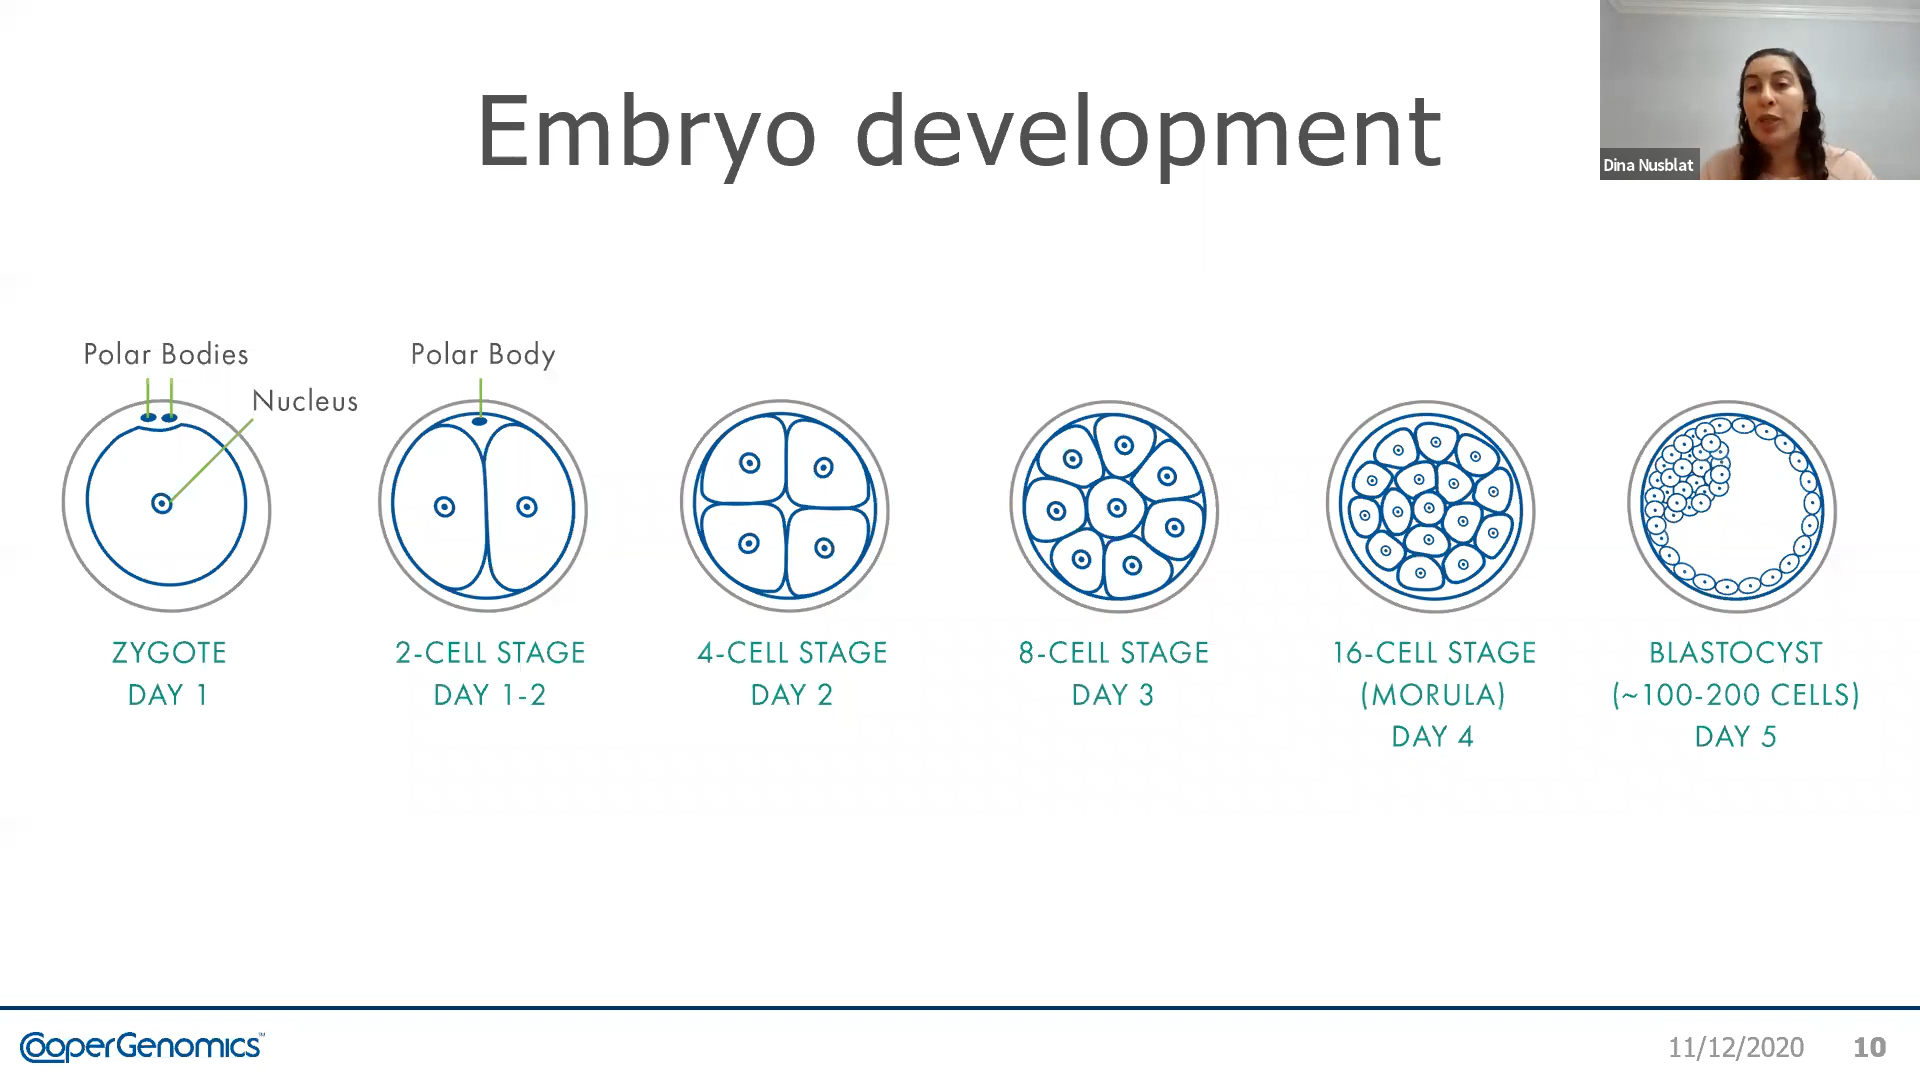 Embryo development
Dina Nusblat
Polar Bodies
Nucleus
Polar Body
ZYGOTE
DAY 1
2-CELL STAGE
DAY 1-2
4-CELL STAGE
DAY 2
8-CELL STAGE
DAY 3
16-CELL STAGE
(MORULA)
DAY 4
BLASTOCYST
(~100-200 CELLS)
DAY 5
CooperGenomics™
11/12/2020
10